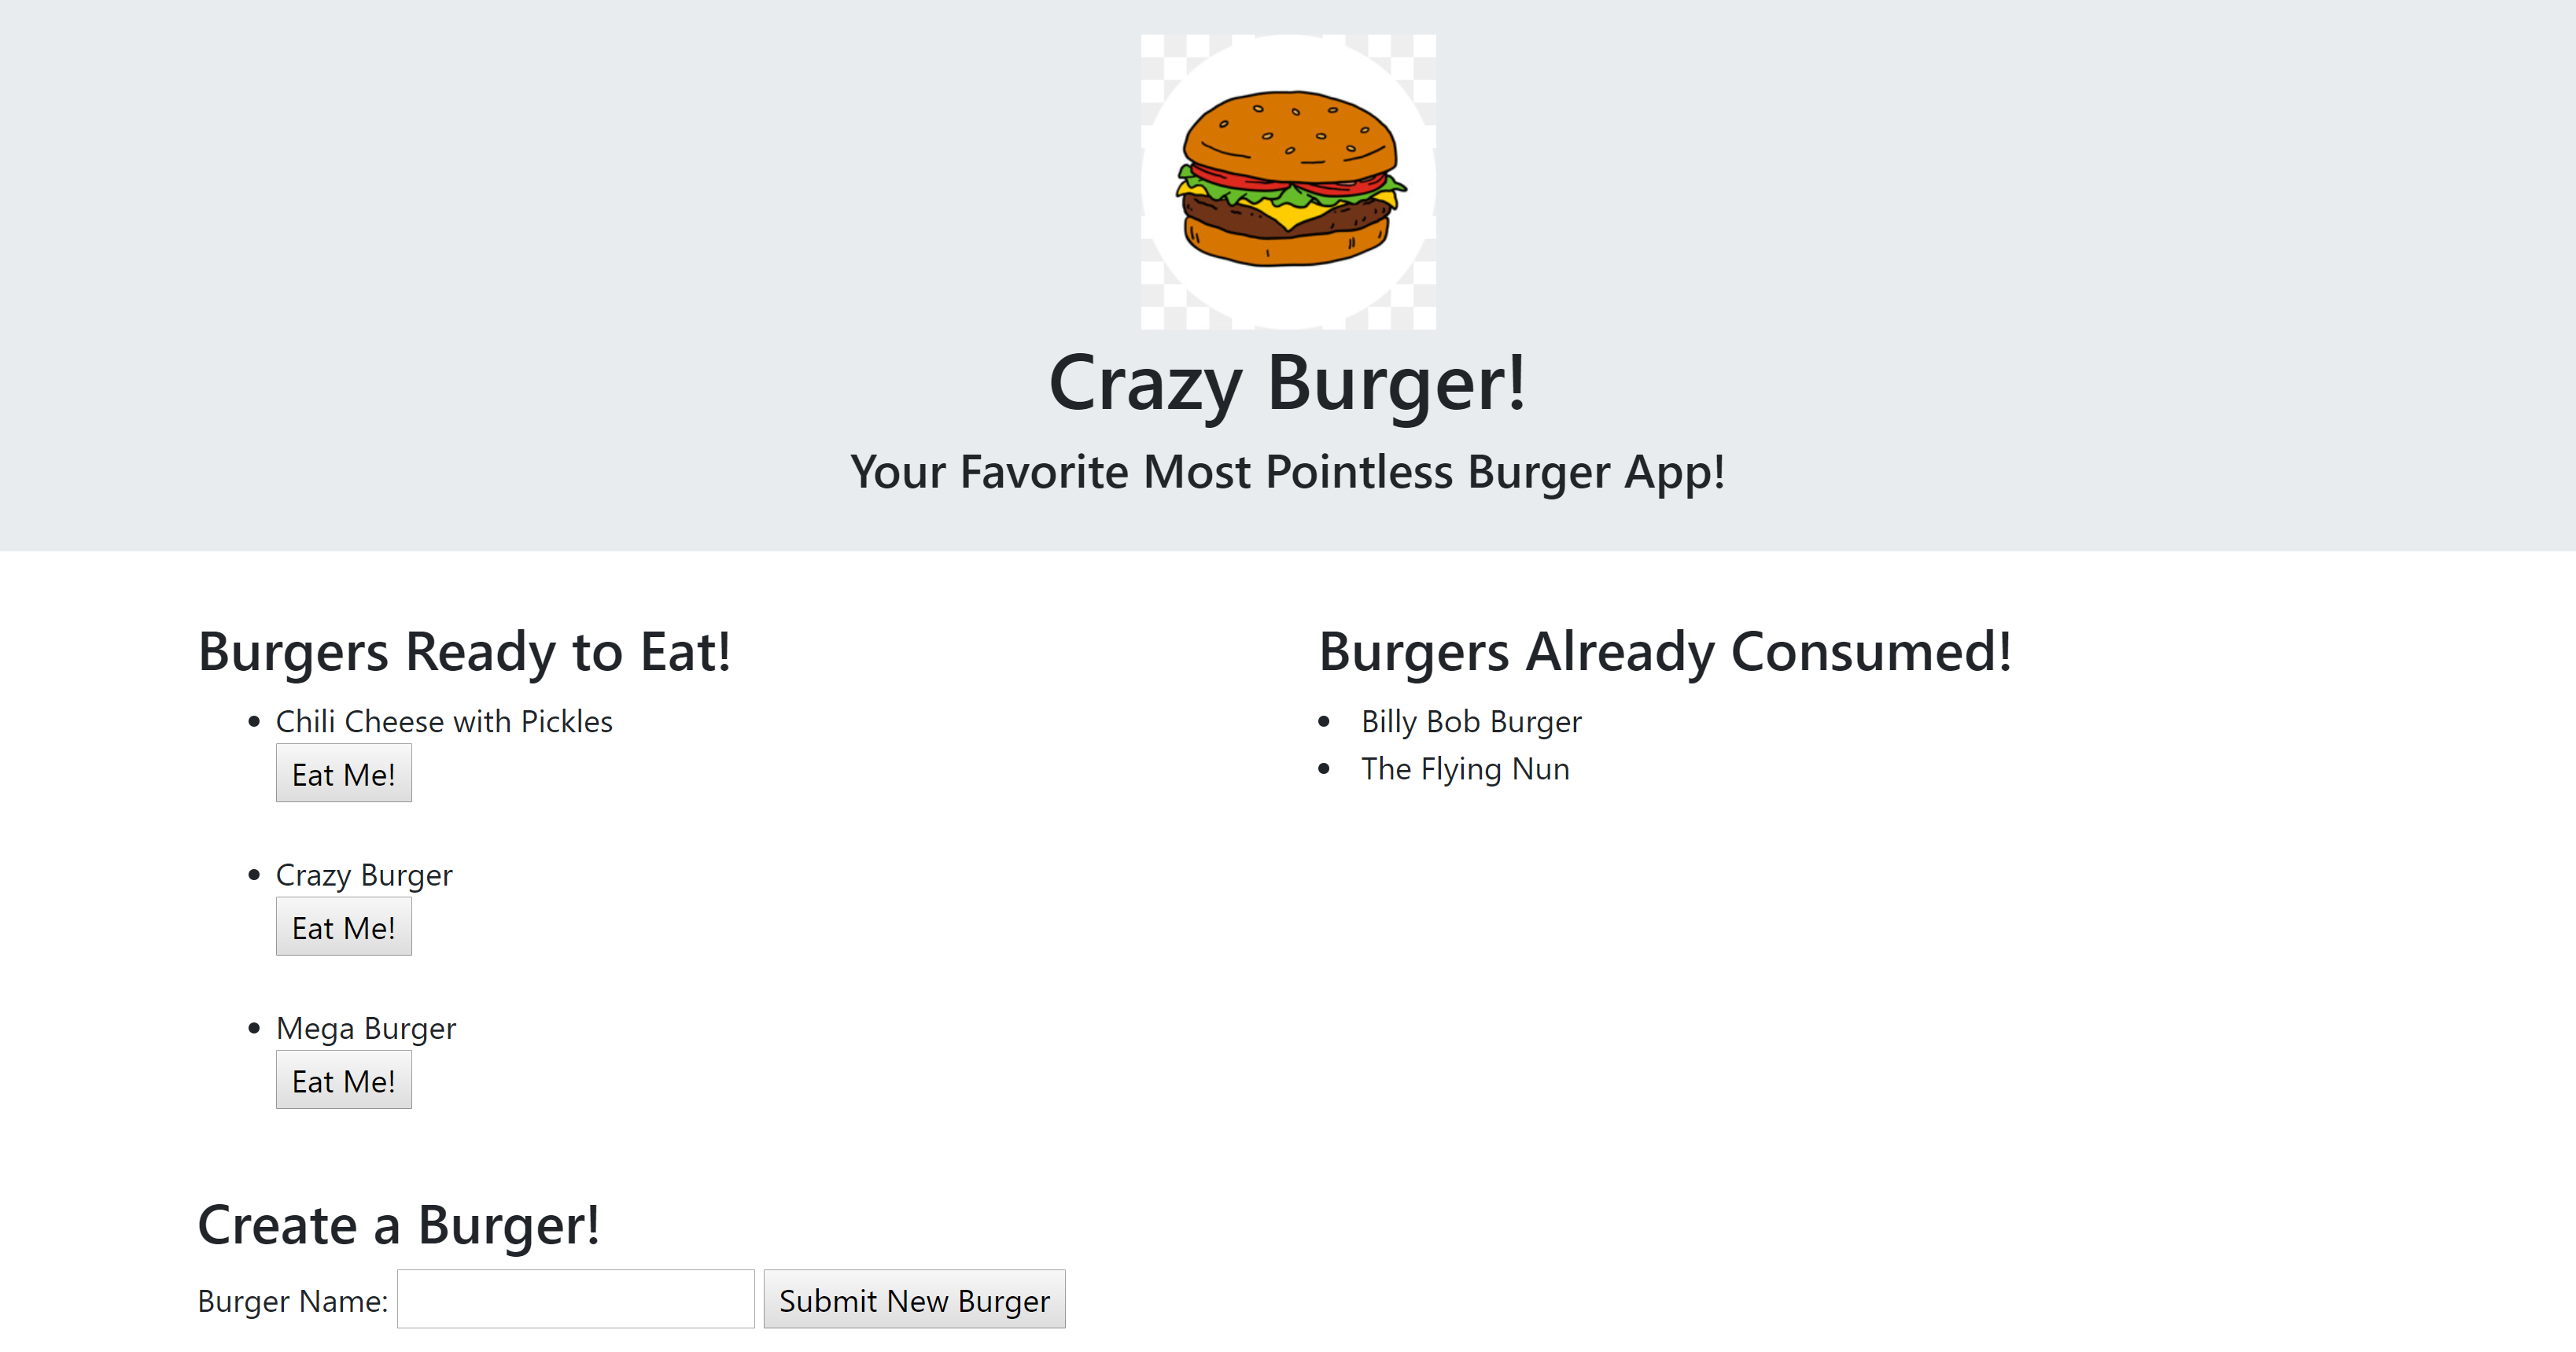 Crazy Burger!
Your Favorite Most Pointless Burger App!
Burgers Ready to Eat!
Chili Cheese with Pickles
Eat Me!
Crazy Burger
Eat Me!
Mega Burger
Eat Me!
Burgers Already Consumed!
Billy Bob Burger
The Flying Nun
Create a Burger!
Burger Name:
Submit New Burger